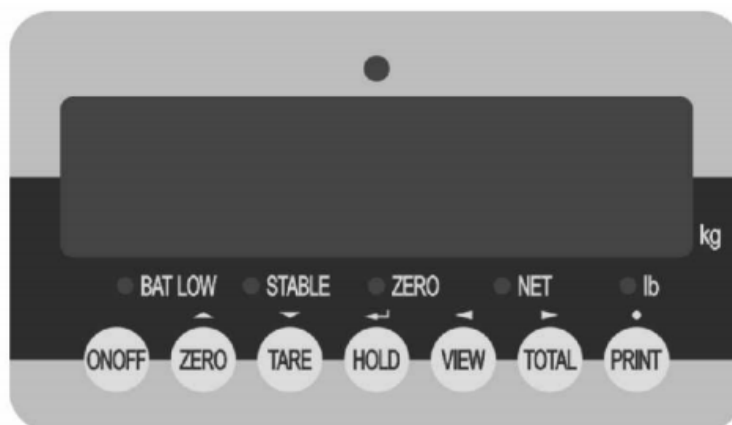 kg
BAT LOW STABLE ZERO NET lb
ONOFF ZERO TARE HOLD VIEW TOTAL PRINT